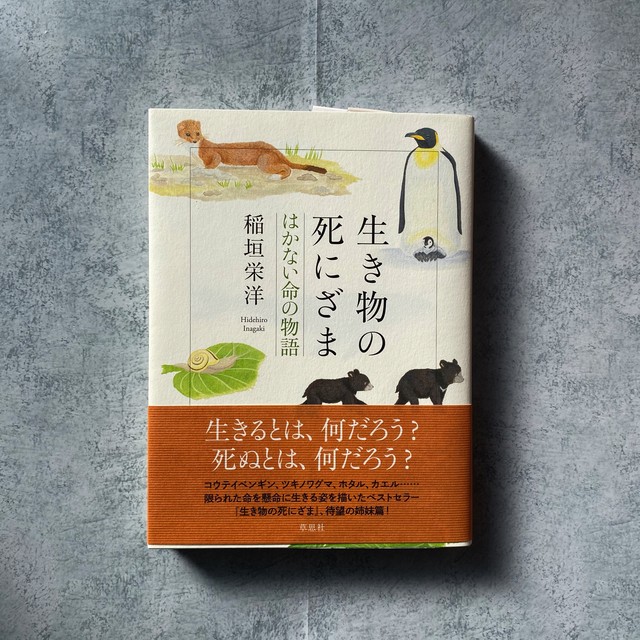 生き物の
死にざま
はかない命の物語
稲垣栄洋
Hidehiro
Inagaki
生きるとは、何だろう?
死ぬとは、何だろう?
コウテイペンギン、ツキノワグマ、ホタル、カエル……
限られた命を懸命に生きる姿を描いたベストセラー
『生き物の死にざま』、待望の姉妹篇!
草思社